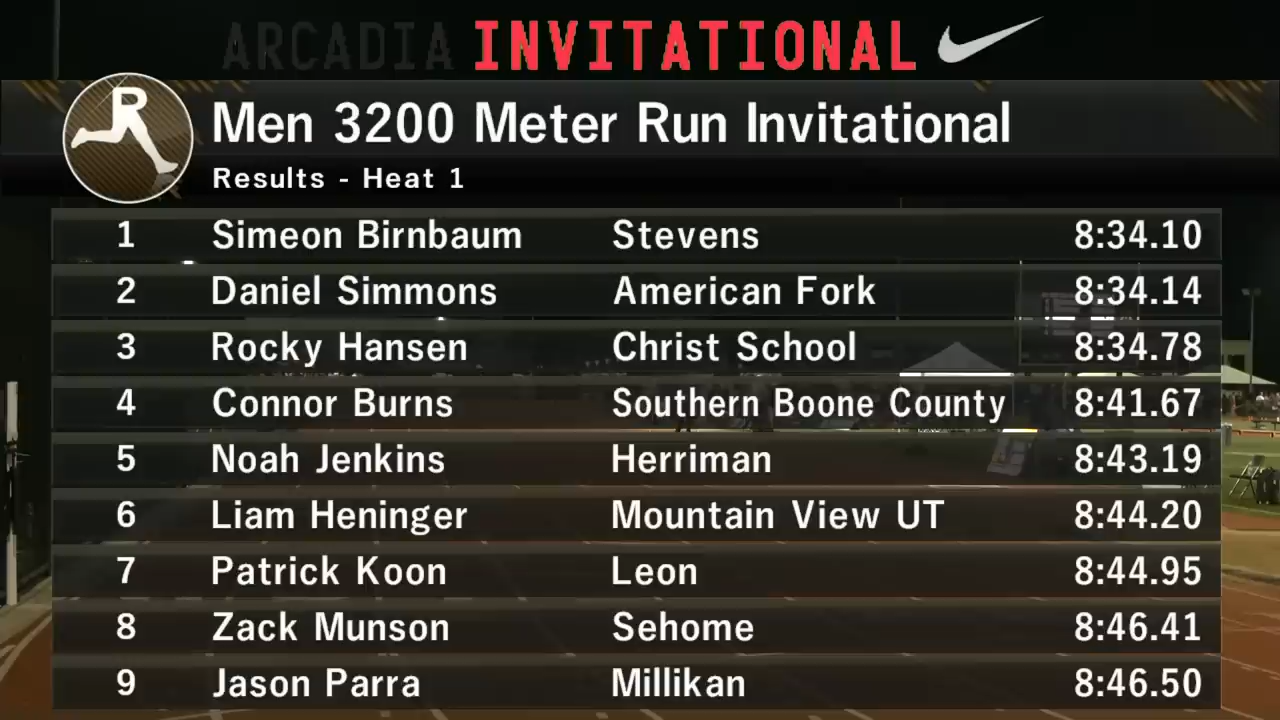 ARCADIA INVITATIONAL
R
Men 3200 Meter Run Invitational
Results - Heat 1
1 Simeon Birnbaum Stevens 8:34.10
2 Daniel Simmons American Fork 8:34.14
3 Rocky Hansen Christ School 8:34.78
4 Connor Burns Southern Boone County 8:41.67
5 Noah Jenkins Herriman 8:43.19
6 Liam Heninger Mountain View UT 8:44.20
7 Patrick Koon Leon 8:44.95
8 Zack Munson Sehome 8:46.41
9 Jason Parra Millikan 8:46.50